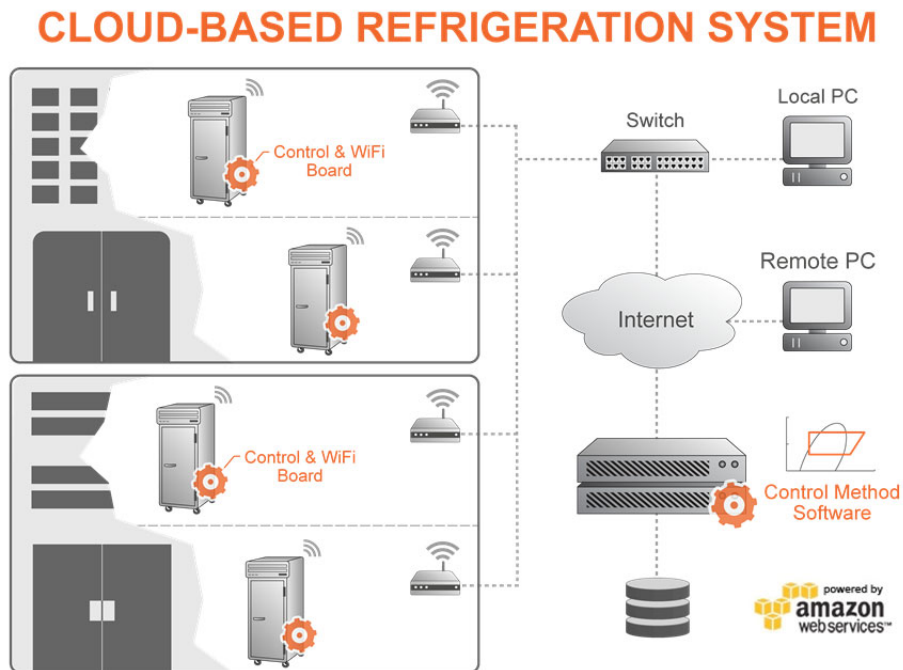 CLOUD-BASED REFRIGERATION SYSTEM
Control & WiFi
Board
Switch
Local PC
Remote PC
Internet
Control & WiFi
Board
Control Method
Software
powered by
amazon
webservices™